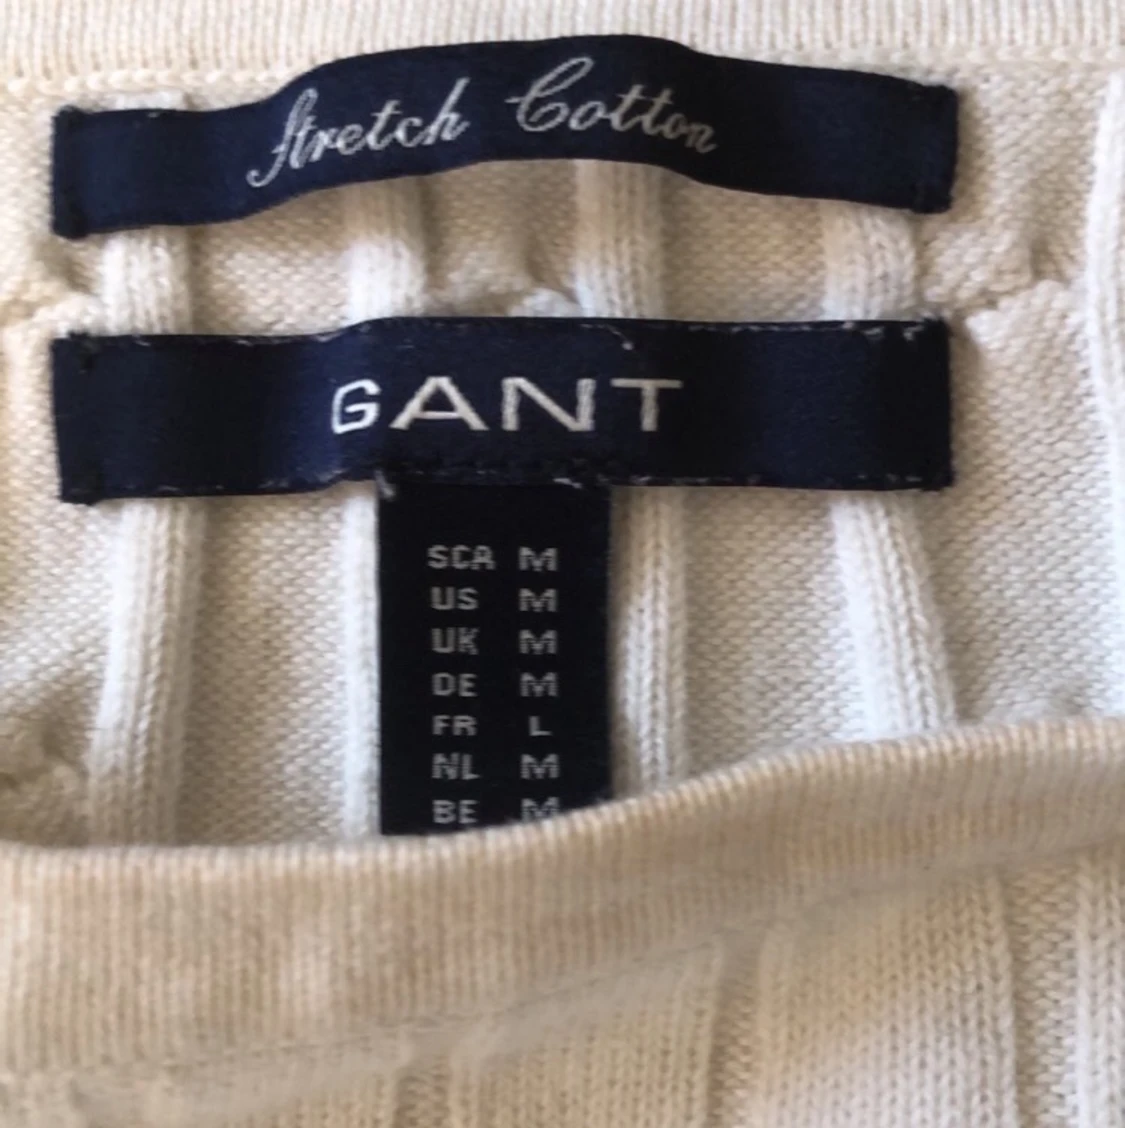 Stretch Cotton
GANT
SCA M
US M
UK M
DE M
FR L
NL M
BE M